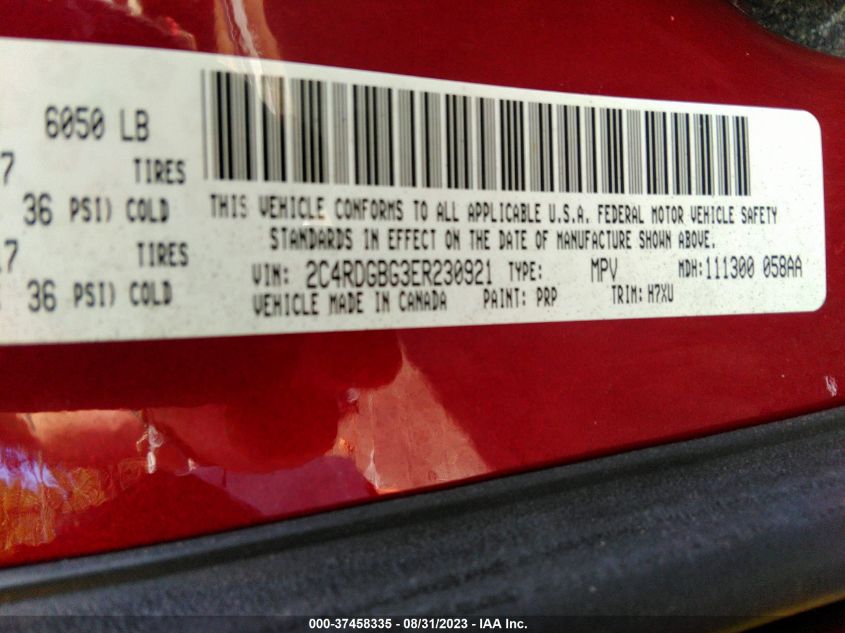 6050 LB
7 TIRES
36 PSI) COLD
17 TIRES
36 PSI) COLD
THIS VEHICLE CONFORMS TO ALL APPLICABLE U.S.A. FEDERAL MOTOR VEHICLE SAFETY
STANDARDS IN EFFECT ON THE DATE OF MANUFACTURE SHOWN ABOVE.
VIN: 2C4RDGBG3ER230921 TYPE: MPV MDH:111300 058AA
VEHICLE MADE IN CANADA PAINT: PRP TRIM: H7XU
000-37458335 - 08/31/2023 - IAA Inc.